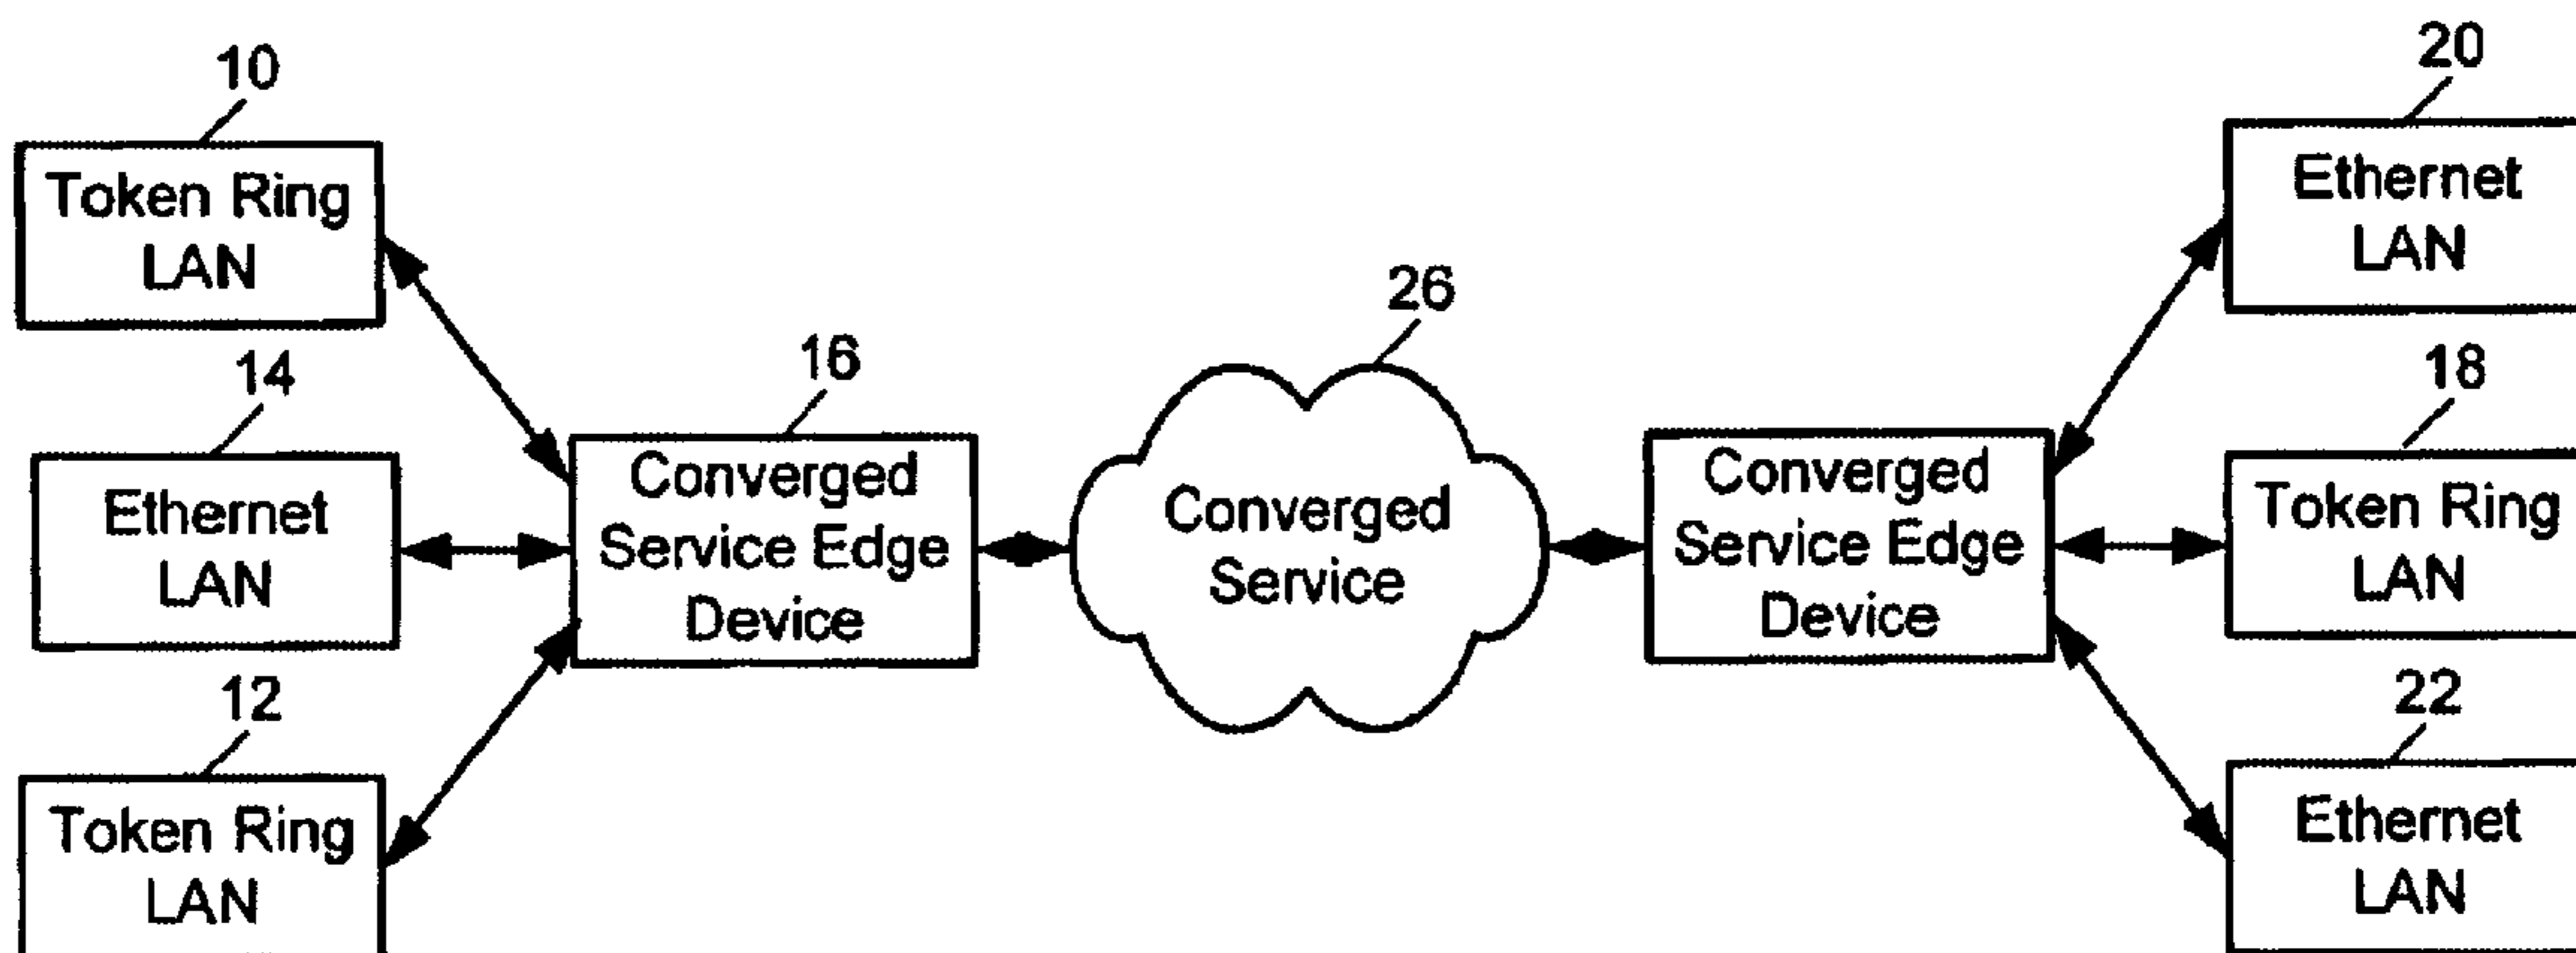 10
Token Ring
LAN
14
Ethernet
LAN
12
Token Ring
LAN
16
Converged
Service Edge
Device
26
Converged
Service
Converged
Service Edge
Device
20
Ethernet
LAN
18
Token Ring
LAN
22
Ethernet
LAN